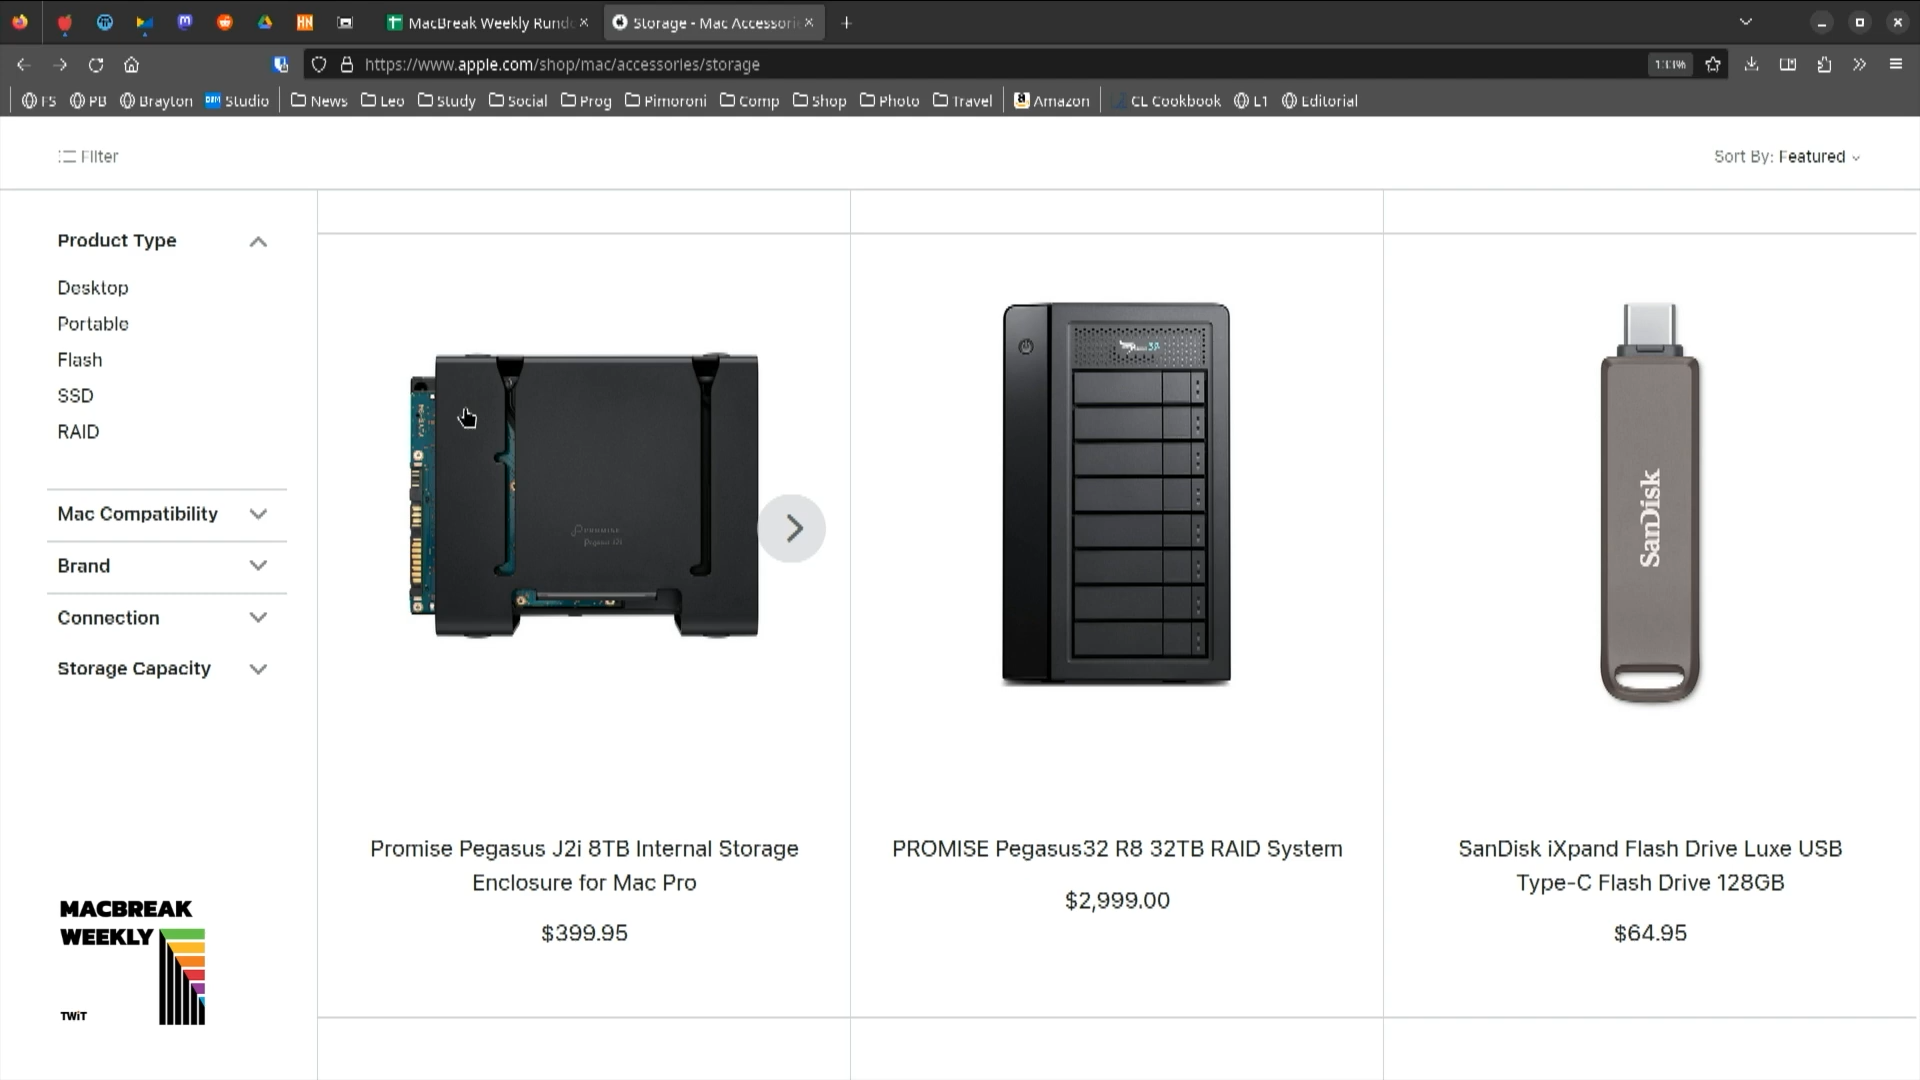 MacBreak Weekly Rund
Storage - Mac Accessori
https://www.apple.com/shop/mac/accessories/storage
133%
FS
PB
Brayton
Studio
News
Leo
Study
Social
Prog
Pimoroni
Comp
Shop
Photo
Travel
Amazon
CL Cookbook
L1
Editorial
Filter
Sort By: Featured
Product Type
Desktop
Portable
Flash
SSD
RAID
Mac Compatibility
Brand
Connection
Storage Capacity
PROMISE
Pegasus J2i
SanDisk
Promise Pegasus J2i 8TB Internal Storage
Enclosure for Mac Pro
$399.95
PROMISE Pegasus32 R8 32TB RAID System
$2,999.00
SanDisk iXpand Flash Drive Luxe USB
Type-C Flash Drive 128GB
$64.95
MACBREAK
WEEKLY
TWiT